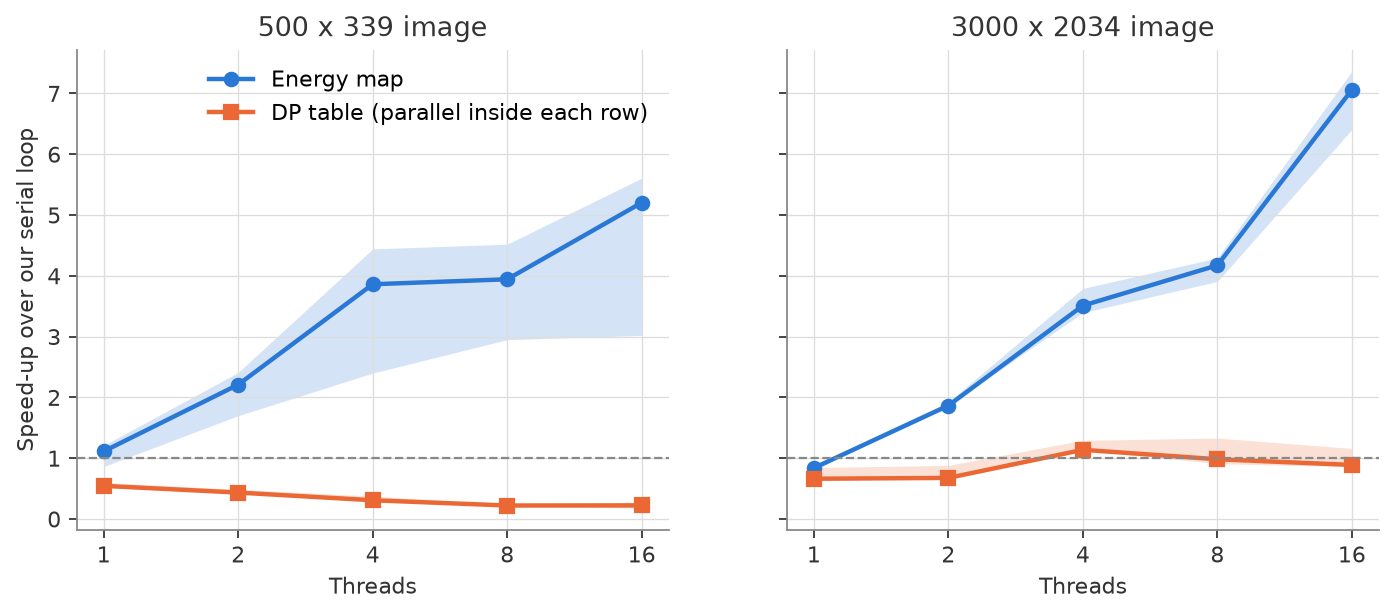 500 x 339 image
3000 x 2034 image
Energy map
DP table (parallel inside each row)
Speed-up over our serial loop
7
6
5
4
3
2
1
0
1 2 4 8 16
Threads
1 2 4 8 16
Threads